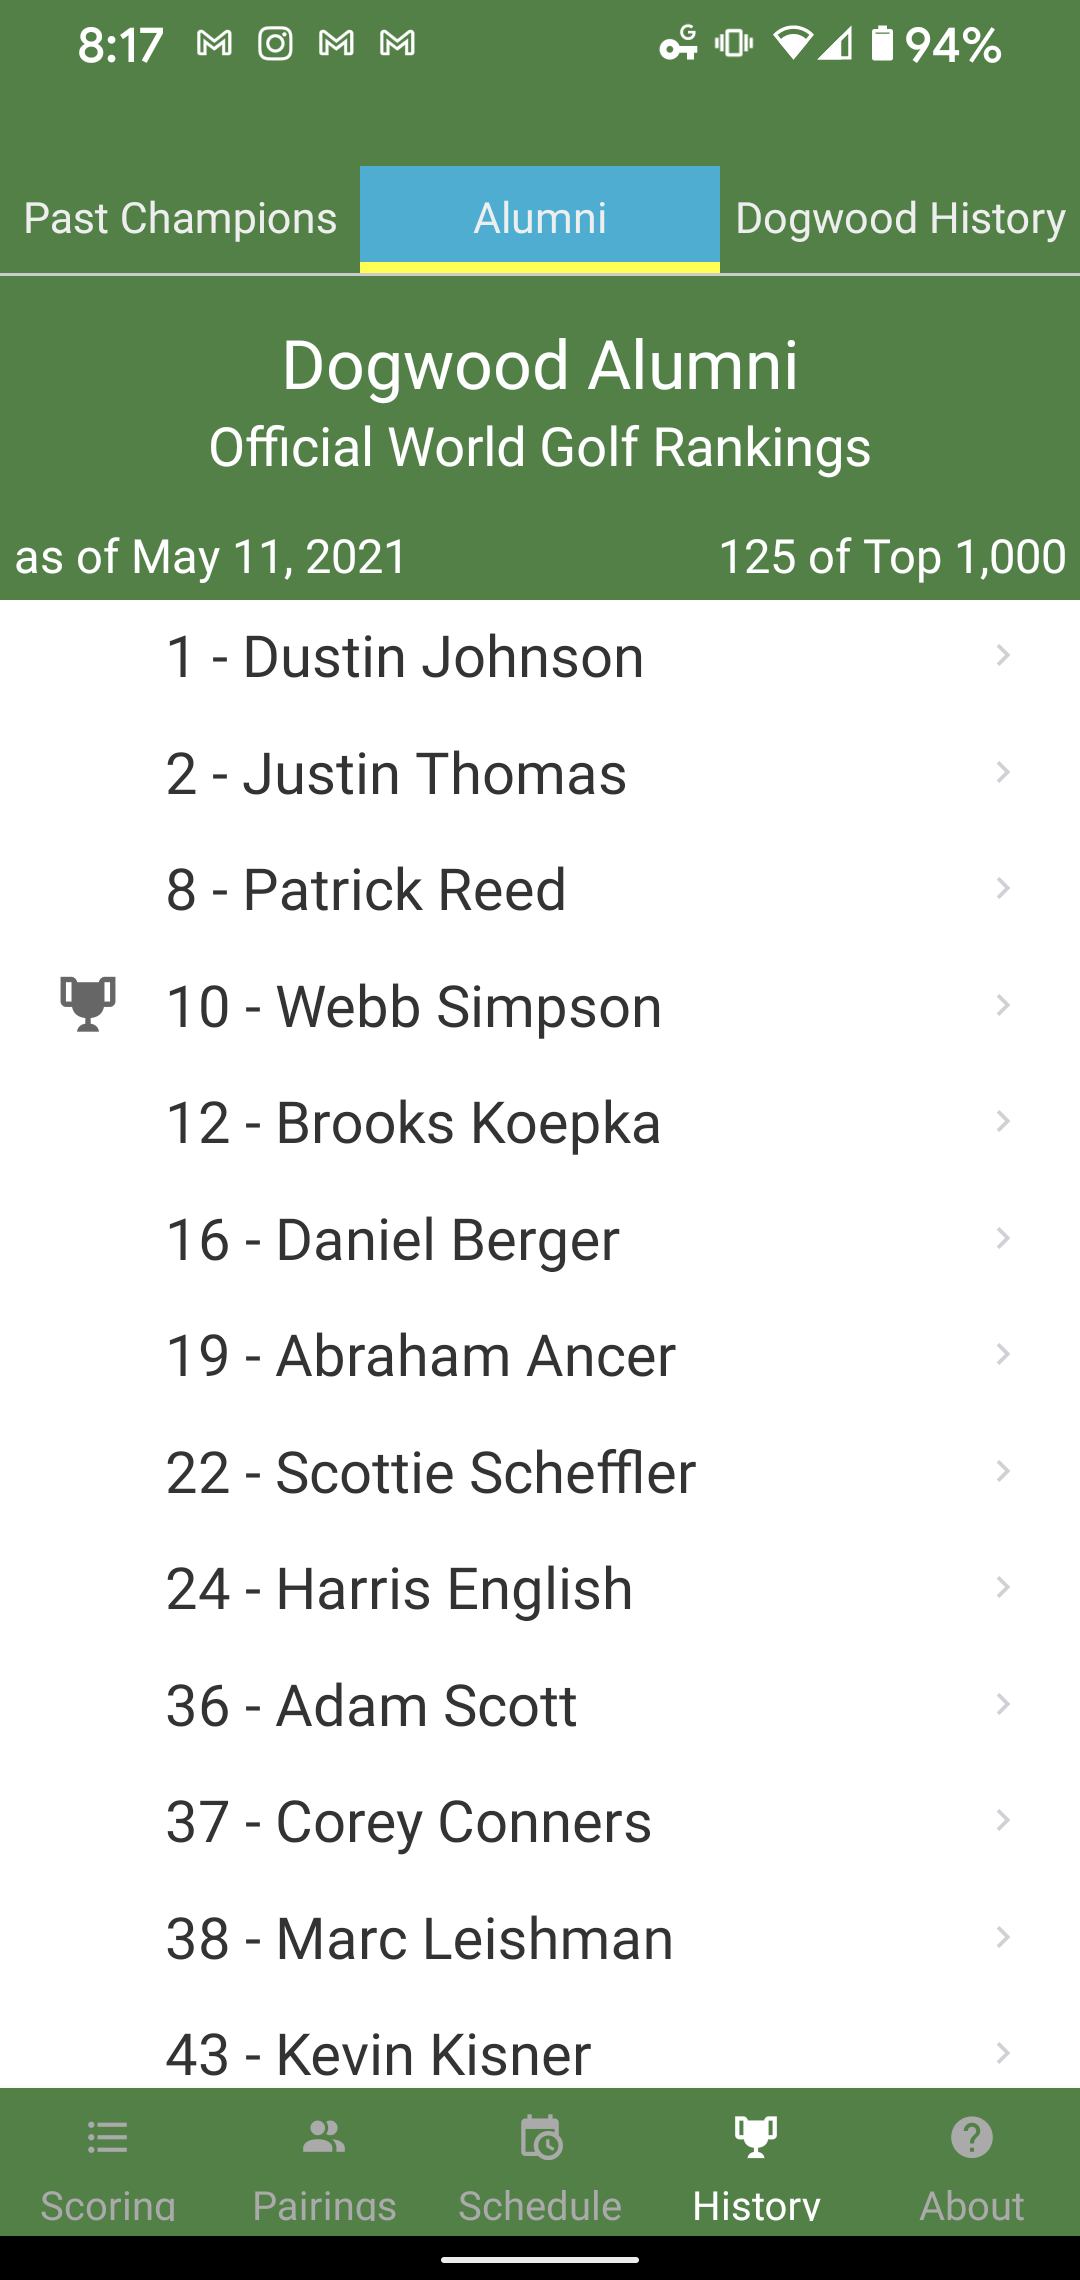 8:17 94%
Past Champions Alumni Dogwood History
Dogwood Alumni
Official World Golf Rankings
as of May 11, 2021 125 of Top 1,000
1 - Dustin Johnson
2 - Justin Thomas
8 - Patrick Reed
10 - Webb Simpson
12 - Brooks Koepka
16 - Daniel Berger
19 - Abraham Ancer
22 - Scottie Scheffler
24 - Harris English
36 - Adam Scott
37 - Corey Conners
38 - Marc Leishman
43 - Kevin Kisner
Scoring Pairings Schedule History About